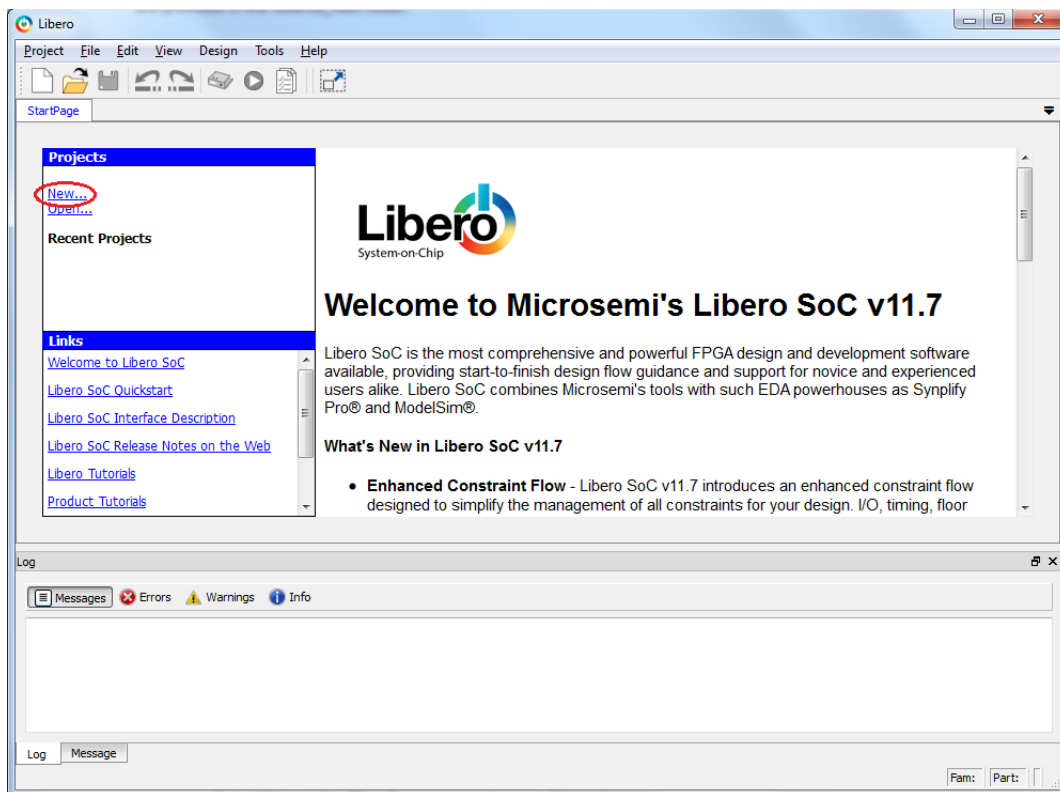 Libero
Project File Edit View Design Tools Help
StartPage
Projects
New...
Open...
Recent Projects
Links
Welcome to Libero SoC
Libero SoC Quickstart
Libero SoC Interface Description
Libero SoC Release Notes on the Web
Libero Tutorials
Product Tutorials
Libero
System-on-Chip
Welcome to Microsemi's Libero SoC v11.7
Libero SoC is the most comprehensive and powerful FPGA design and development software
available, providing start-to-finish design flow guidance and support for novice and experienced
users alike. Libero SoC combines Microsemi's tools with such EDA powerhouses as Synplify
Pro® and ModelSim®.
What's New in Libero SoC v11.7
• Enhanced Constraint Flow - Libero SoC v11.7 introduces an enhanced constraint flow
designed to simplify the management of all constraints for your design. I/O, timing, floor
Log
Messages Errors Warnings Info
Log Message
Fam: Part: